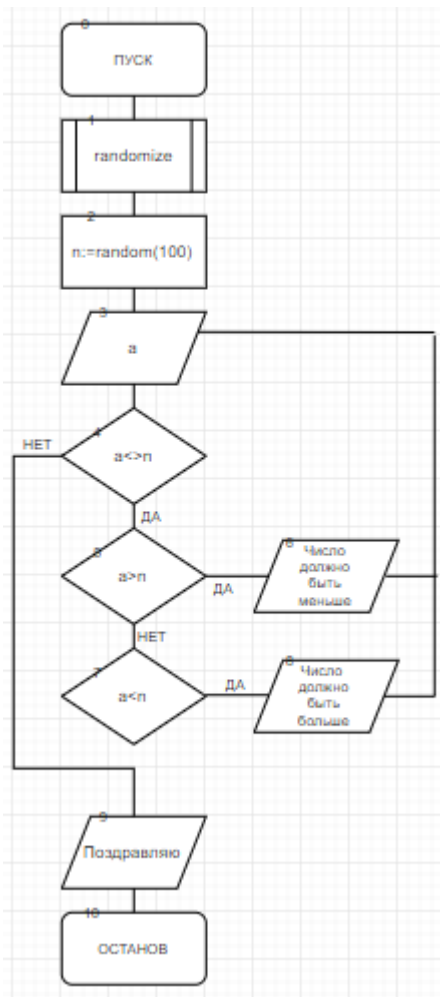 0
ПУСК
1
randomize
2
n:=random(100)
3
a
4
НЕТ
a<>n
ДА
5
a>n
ДА
6
Число
должно
быть
меньше
НЕТ
7
a<n
ДА
8
Число
должно
быть
больше
9
Поздравляю
10
ОСТАНОВ